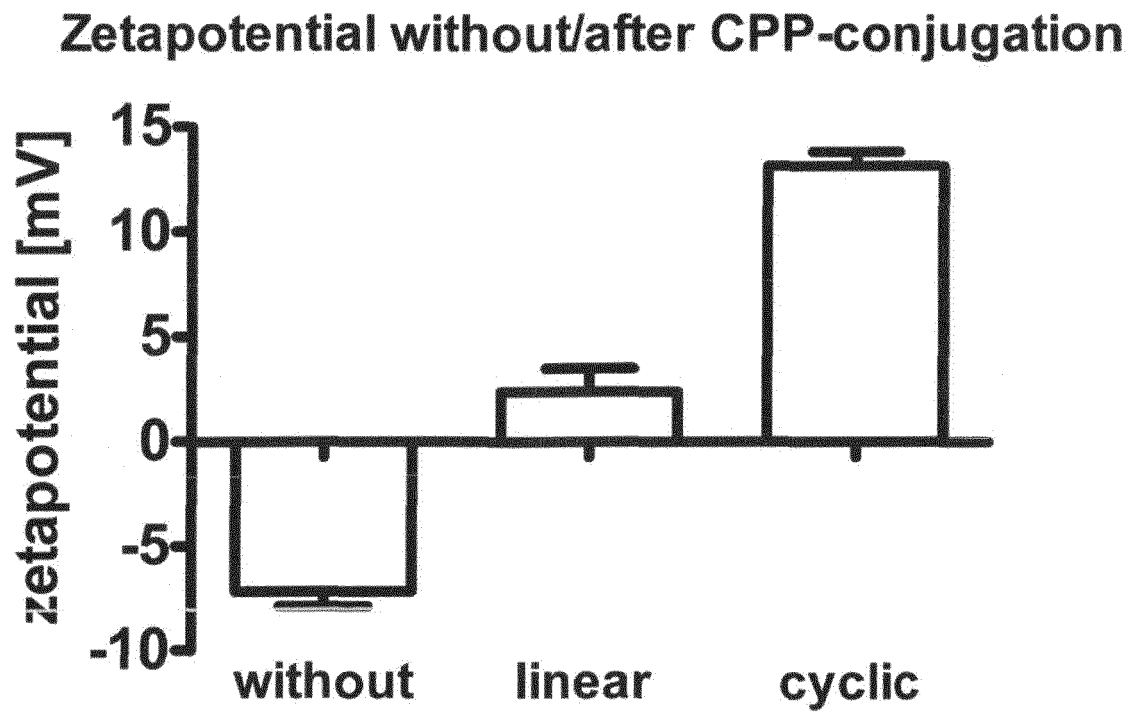 Zetapotential without/after CPP-conjugation
zetapotential [mV]
15
10
5
0
-5
-10
without linear cyclic